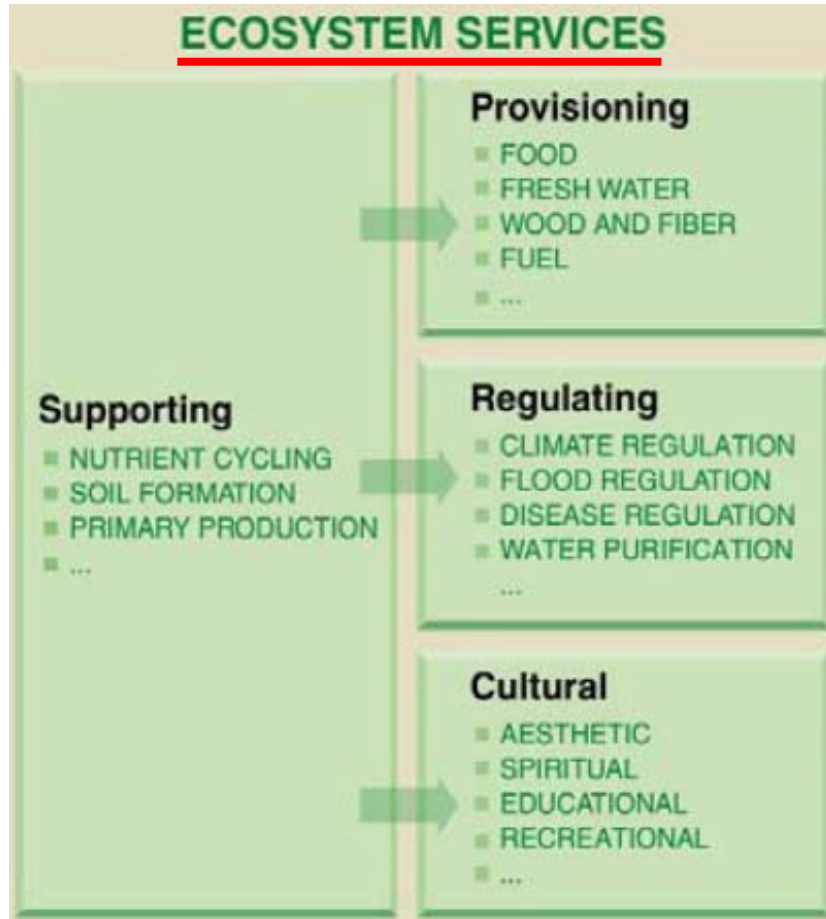 ECOSYSTEM SERVICES
Supporting
NUTRIENT CYCLING
SOIL FORMATION
PRIMARY PRODUCTION
...
Provisioning
FOOD
FRESH WATER
WOOD AND FIBER
FUEL
...
Regulating
CLIMATE REGULATION
FLOOD REGULATION
DISEASE REGULATION
WATER PURIFICATION
...
Cultural
AESTHETIC
SPIRITUAL
EDUCATIONAL
RECREATIONAL
...